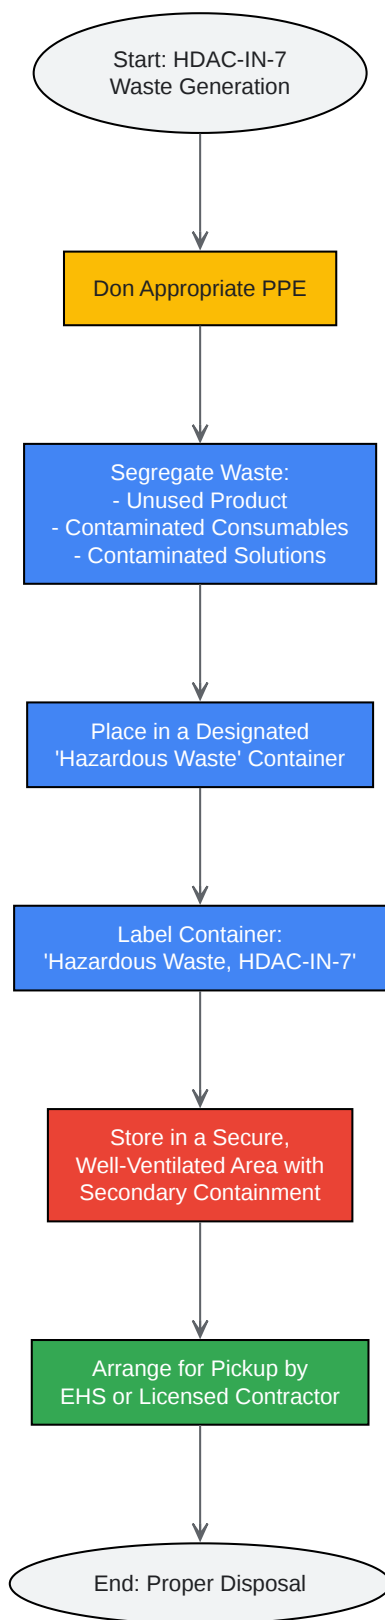 Start: HDAC-IN-7
Waste Generation
Don Appropriate PPE
Segregate Waste:
- Unused Product
- Contaminated Consumables
- Contaminated Solutions
Place in a Designated
'Hazardous Waste' Container
Label Container:
'Hazardous Waste, HDAC-IN-7'
Store in a Secure,
Well-Ventilated Area with
Secondary Containment
Arrange for Pickup by
EHS or Licensed Contractor
End: Proper Disposal